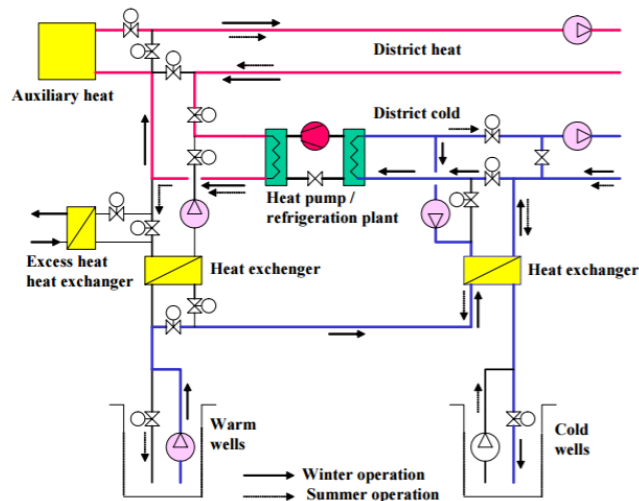 District heat
Auxiliary heat
District cold
Heat pump /
refrigeration plant
Excess heat
heat exchanger
Heat exchenger
Heat exchanger
Warm
wells
Cold
wells
Winter operation
Summer operation